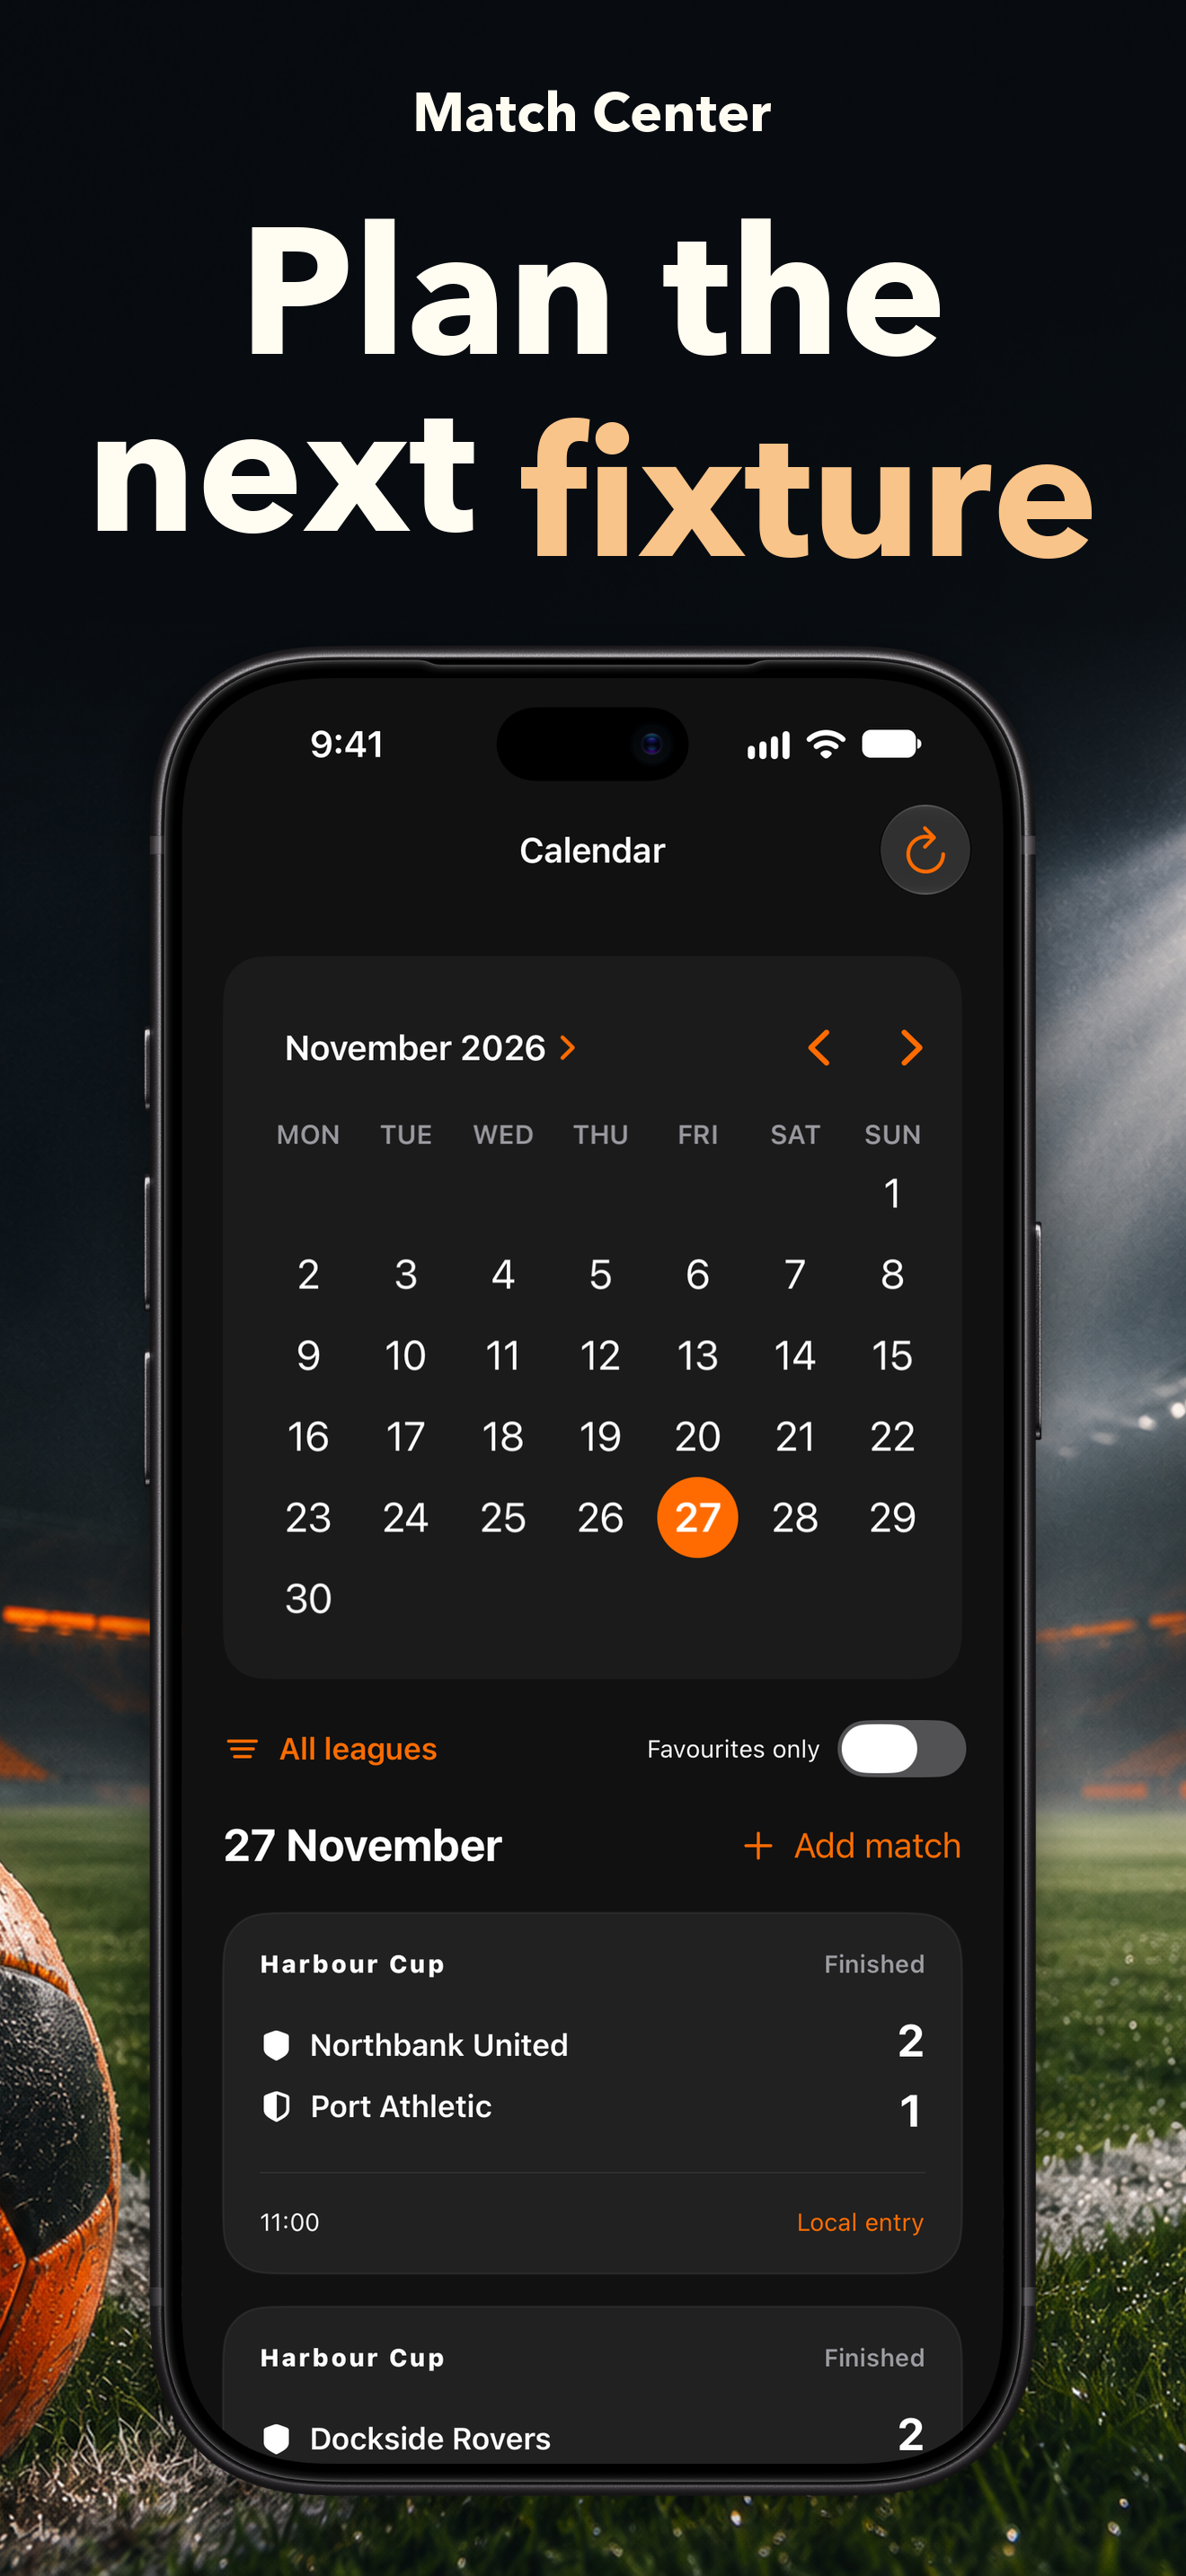 Match Center
Plan the
next fixture
9:41
Calendar
November 2026
MON TUE WED THU FRI SAT SUN
1
2 3 4 5 6 7 8
9 10 11 12 13 14 15
16 17 18 19 20 21 22
23 24 25 26 27 28 29
30
All leagues Favourites only
27 November + Add match
Harbour Cup Finished
Northbank United 2
Port Athletic 1
11:00 Local entry
Harbour Cup Finished
Dockside Rovers 2